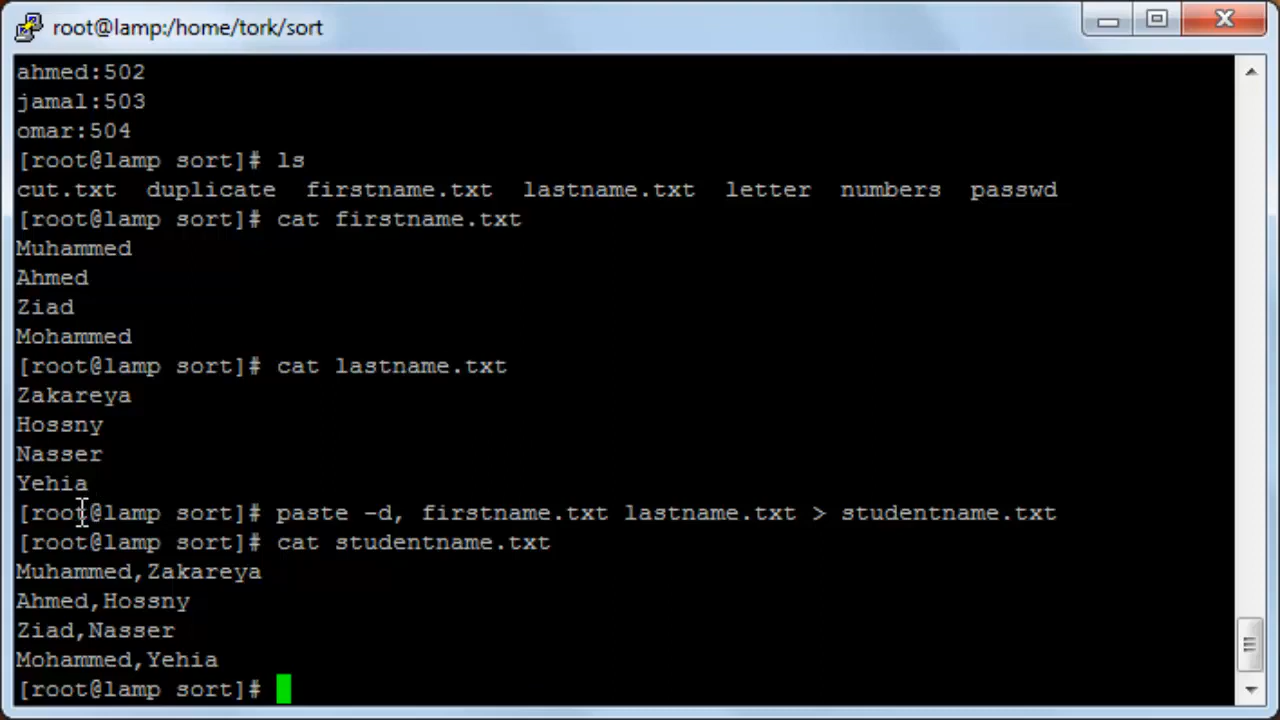 root@lamp:/home/tork/sort
ahmed:502
jamal:503
omar:504
[root@lamp sort]# ls
cut.txt  duplicate  firstname.txt  lastname.txt  letter  numbers  passwd
[root@lamp sort]# cat firstname.txt
Muhammed
Ahmed
Ziad
Mohammed
[root@lamp sort]# cat lastname.txt
Zakareya
Hossny
Nasser
Yehia
[root@lamp sort]# paste -d, firstname.txt lastname.txt > studentname.txt
[root@lamp sort]# cat studentname.txt
Muhammed,Zakareya
Ahmed,Hossny
Ziad,Nasser
Mohammed,Yehia
[root@lamp sort]#